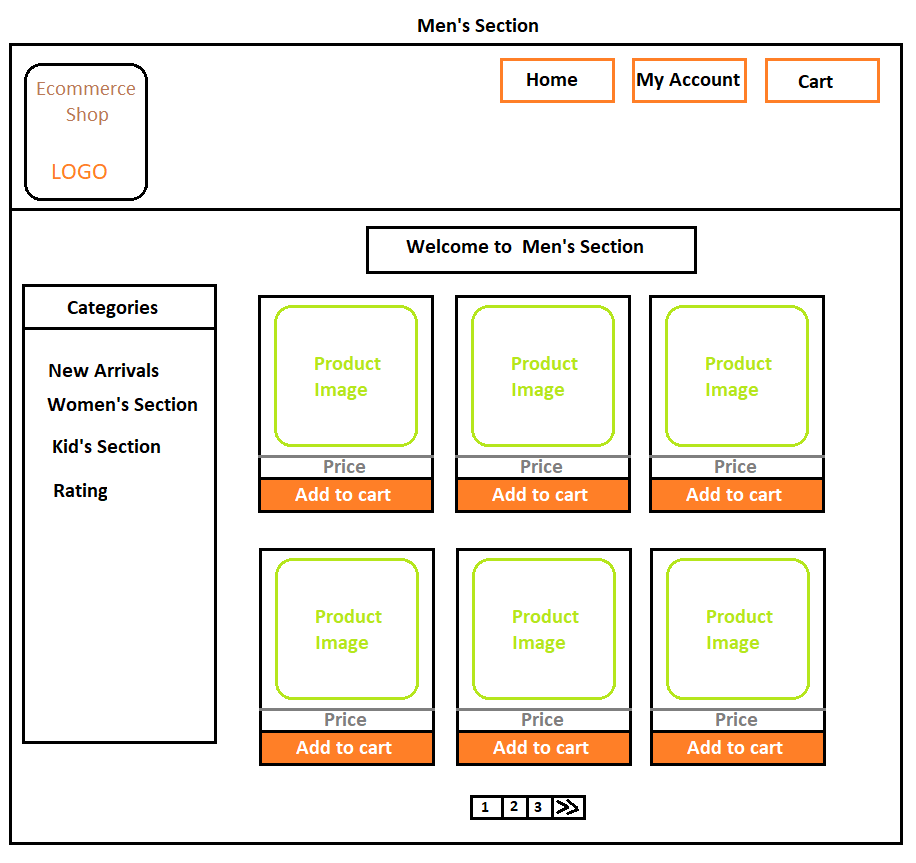 Men's Section
Ecommerce
Shop
LOGO
Home
My Account
Cart
Welcome to  Men's Section
Categories
New Arrivals
Women's Section
Kid's Section
Rating
Product
Image
Price
Add to cart
Product
Image
Price
Add to cart
Product
Image
Price
Add to cart
Product
Image
Price
Add to cart
Product
Image
Price
Add to cart
Product
Image
Price
Add to cart
1 2 3 >>